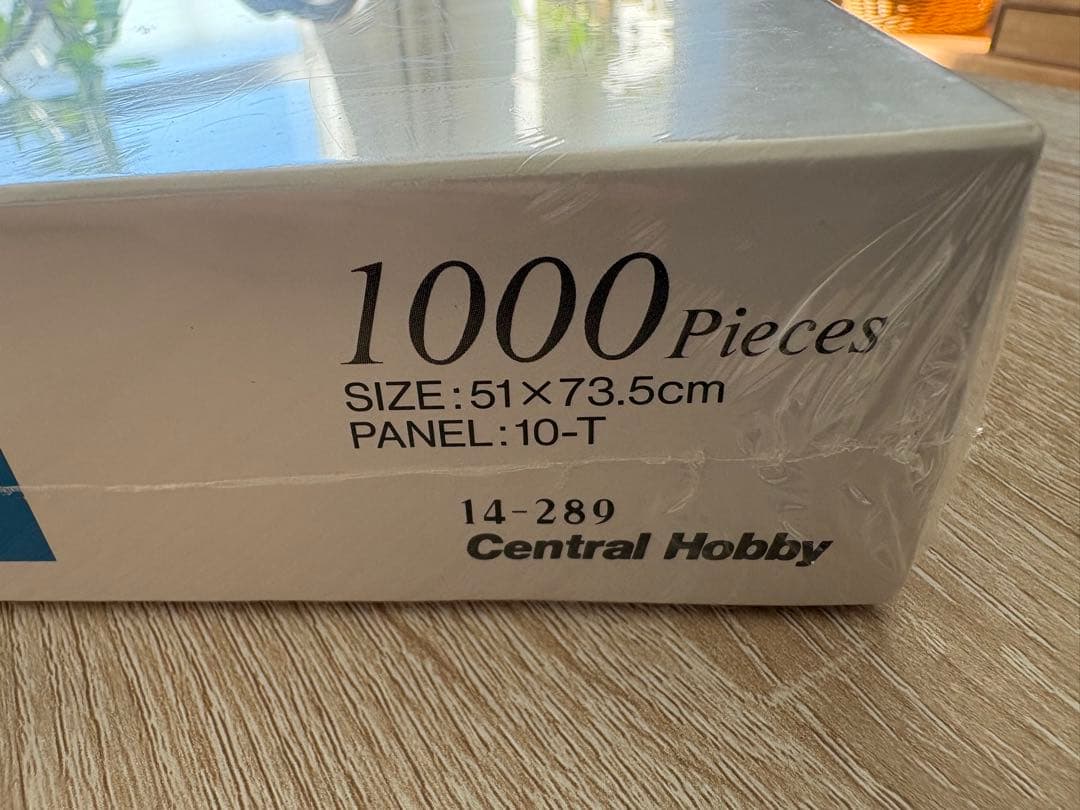 1000 Pieces
SIZE:51×73.5cm
PANEL:10-T
14-289
Central Hobby